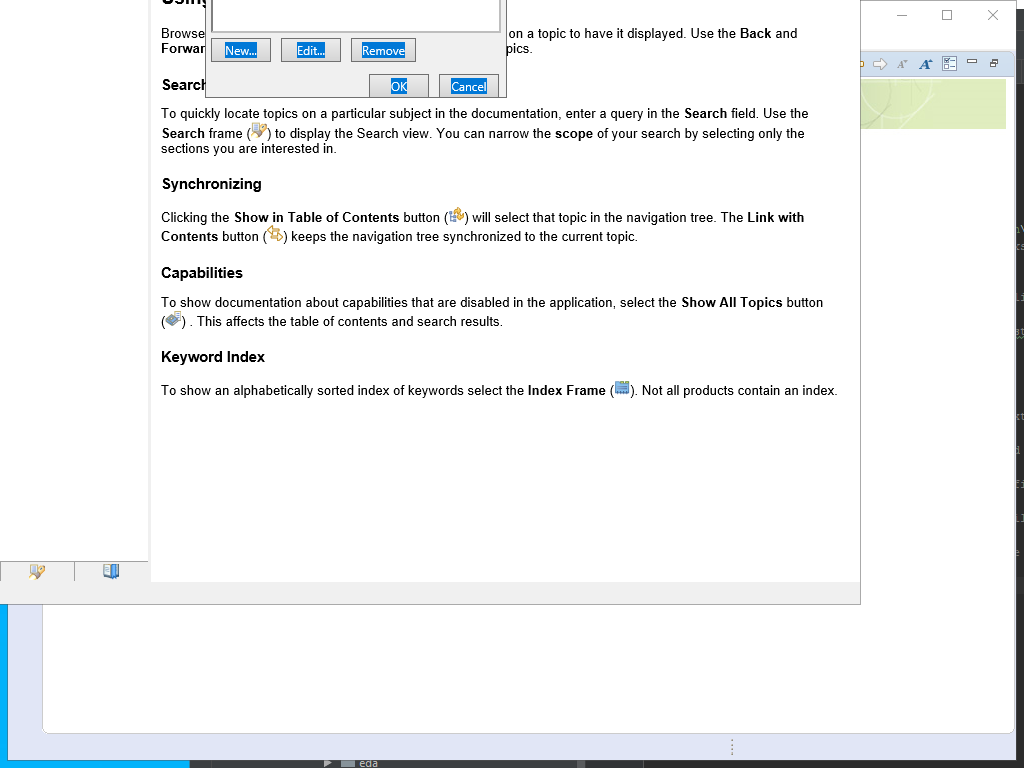 Using
Browse
on a topic to have it displayed. Use the Back and
Forwar
pics.
New...
Edit...
Remove
OK
Cancel
Search
To quickly locate topics on a particular subject in the documentation, enter a query in the Search field. Use the
Search frame ( ) to display the Search view. You can narrow the scope of your search by selecting only the
sections you are interested in.
Synchronizing
Clicking the Show in Table of Contents button ( ) will select that topic in the navigation tree. The Link with
Contents button ( ) keeps the navigation tree synchronized to the current topic.
Capabilities
To show documentation about capabilities that are disabled in the application, select the Show All Topics button
( ) . This affects the table of contents and search results.
Keyword Index
To show an alphabetically sorted index of keywords select the Index Frame ( ). Not all products contain an index.
eda